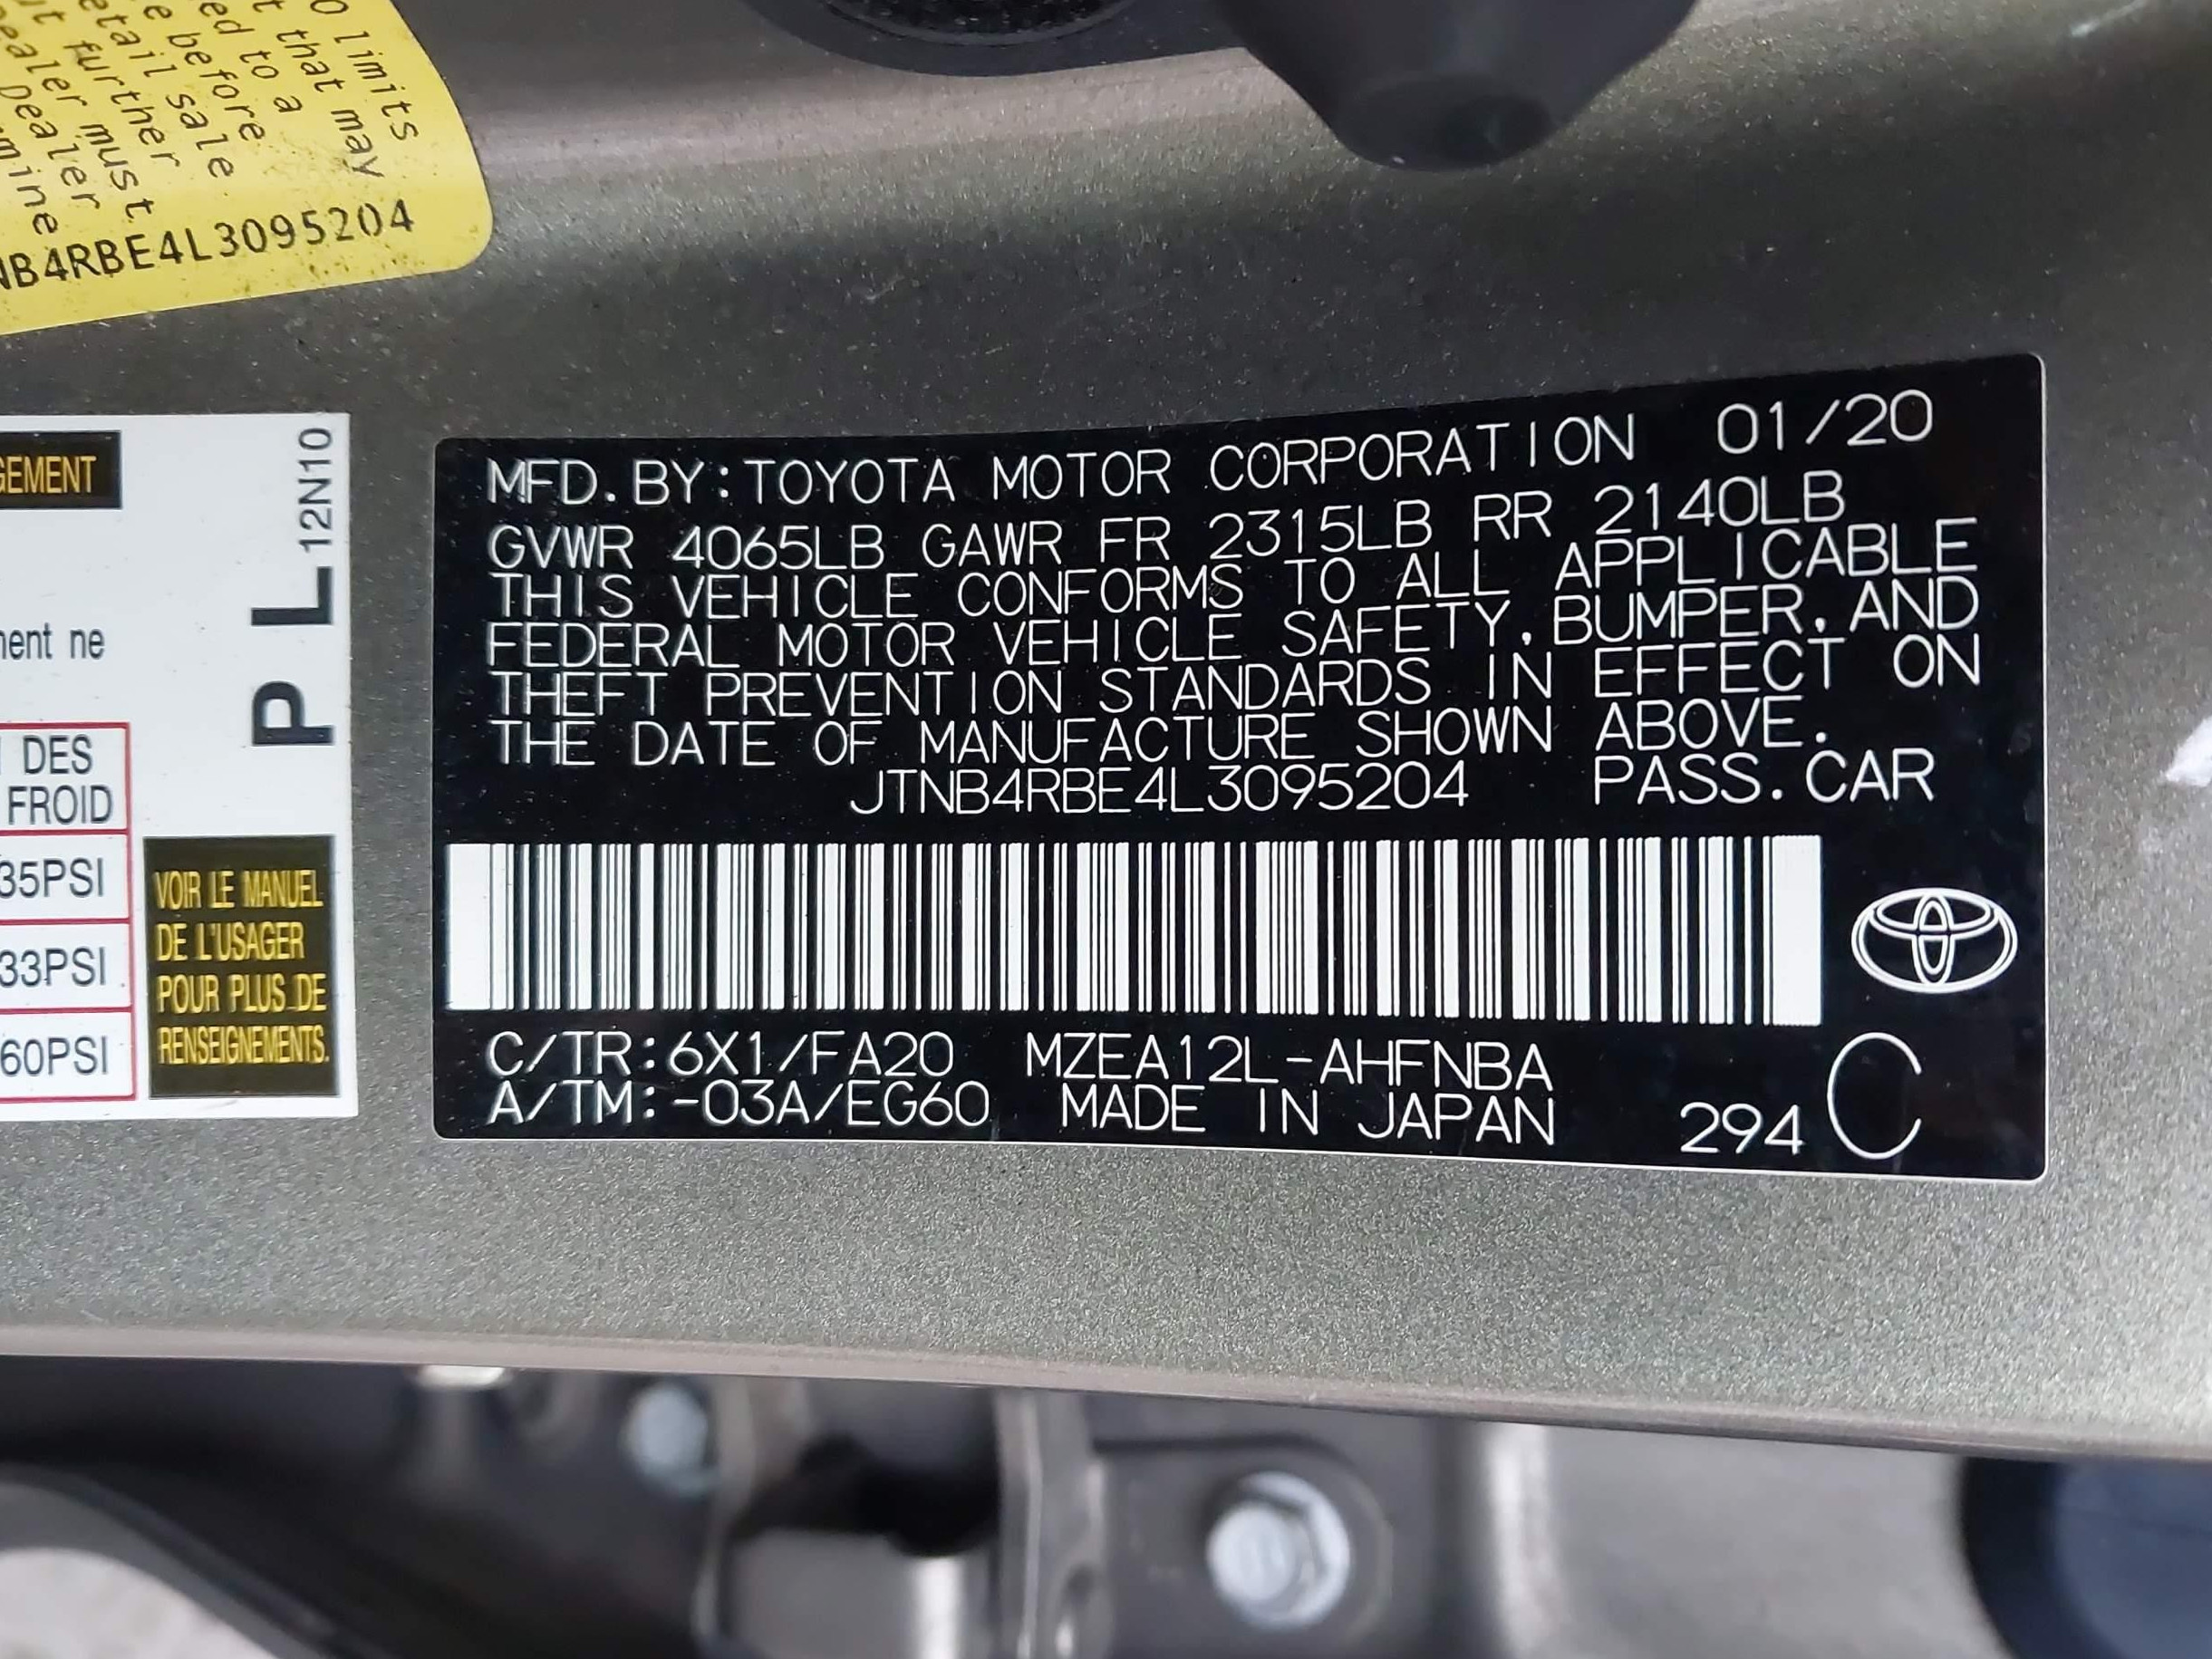 O limits
t that may
ed to a
e before
etail sale
ut further
ealer must
Dealer
mine
NB4RBE4L3095204
GEMENT
12N10
P L
ment ne
DES
FROID
35PSI
33PSI
60PSI
VOIR LE MANUEL
DE L'USAGER
POUR PLUS DE
RENSEIGNEMENTS.
MFD.BY:TOYOTA MOTOR CORPORATION 01/20
GVWR 4065LB GAWR FR 2315LB RR 2140LB
THIS VEHICLE CONFORMS TO ALL APPLICABLE
FEDERAL MOTOR VEHICLE SAFETY,BUMPER,AND
THEFT PREVENTION STANDARDS IN EFFECT ON
THE DATE OF MANUFACTURE SHOWN ABOVE.
JTNB4RBE4L3095204 PASS.CAR
C/TR:6X1/FA20 MZEA12L-AHFNBA
A/TM:-03A/EG60 MADE IN JAPAN 294 C